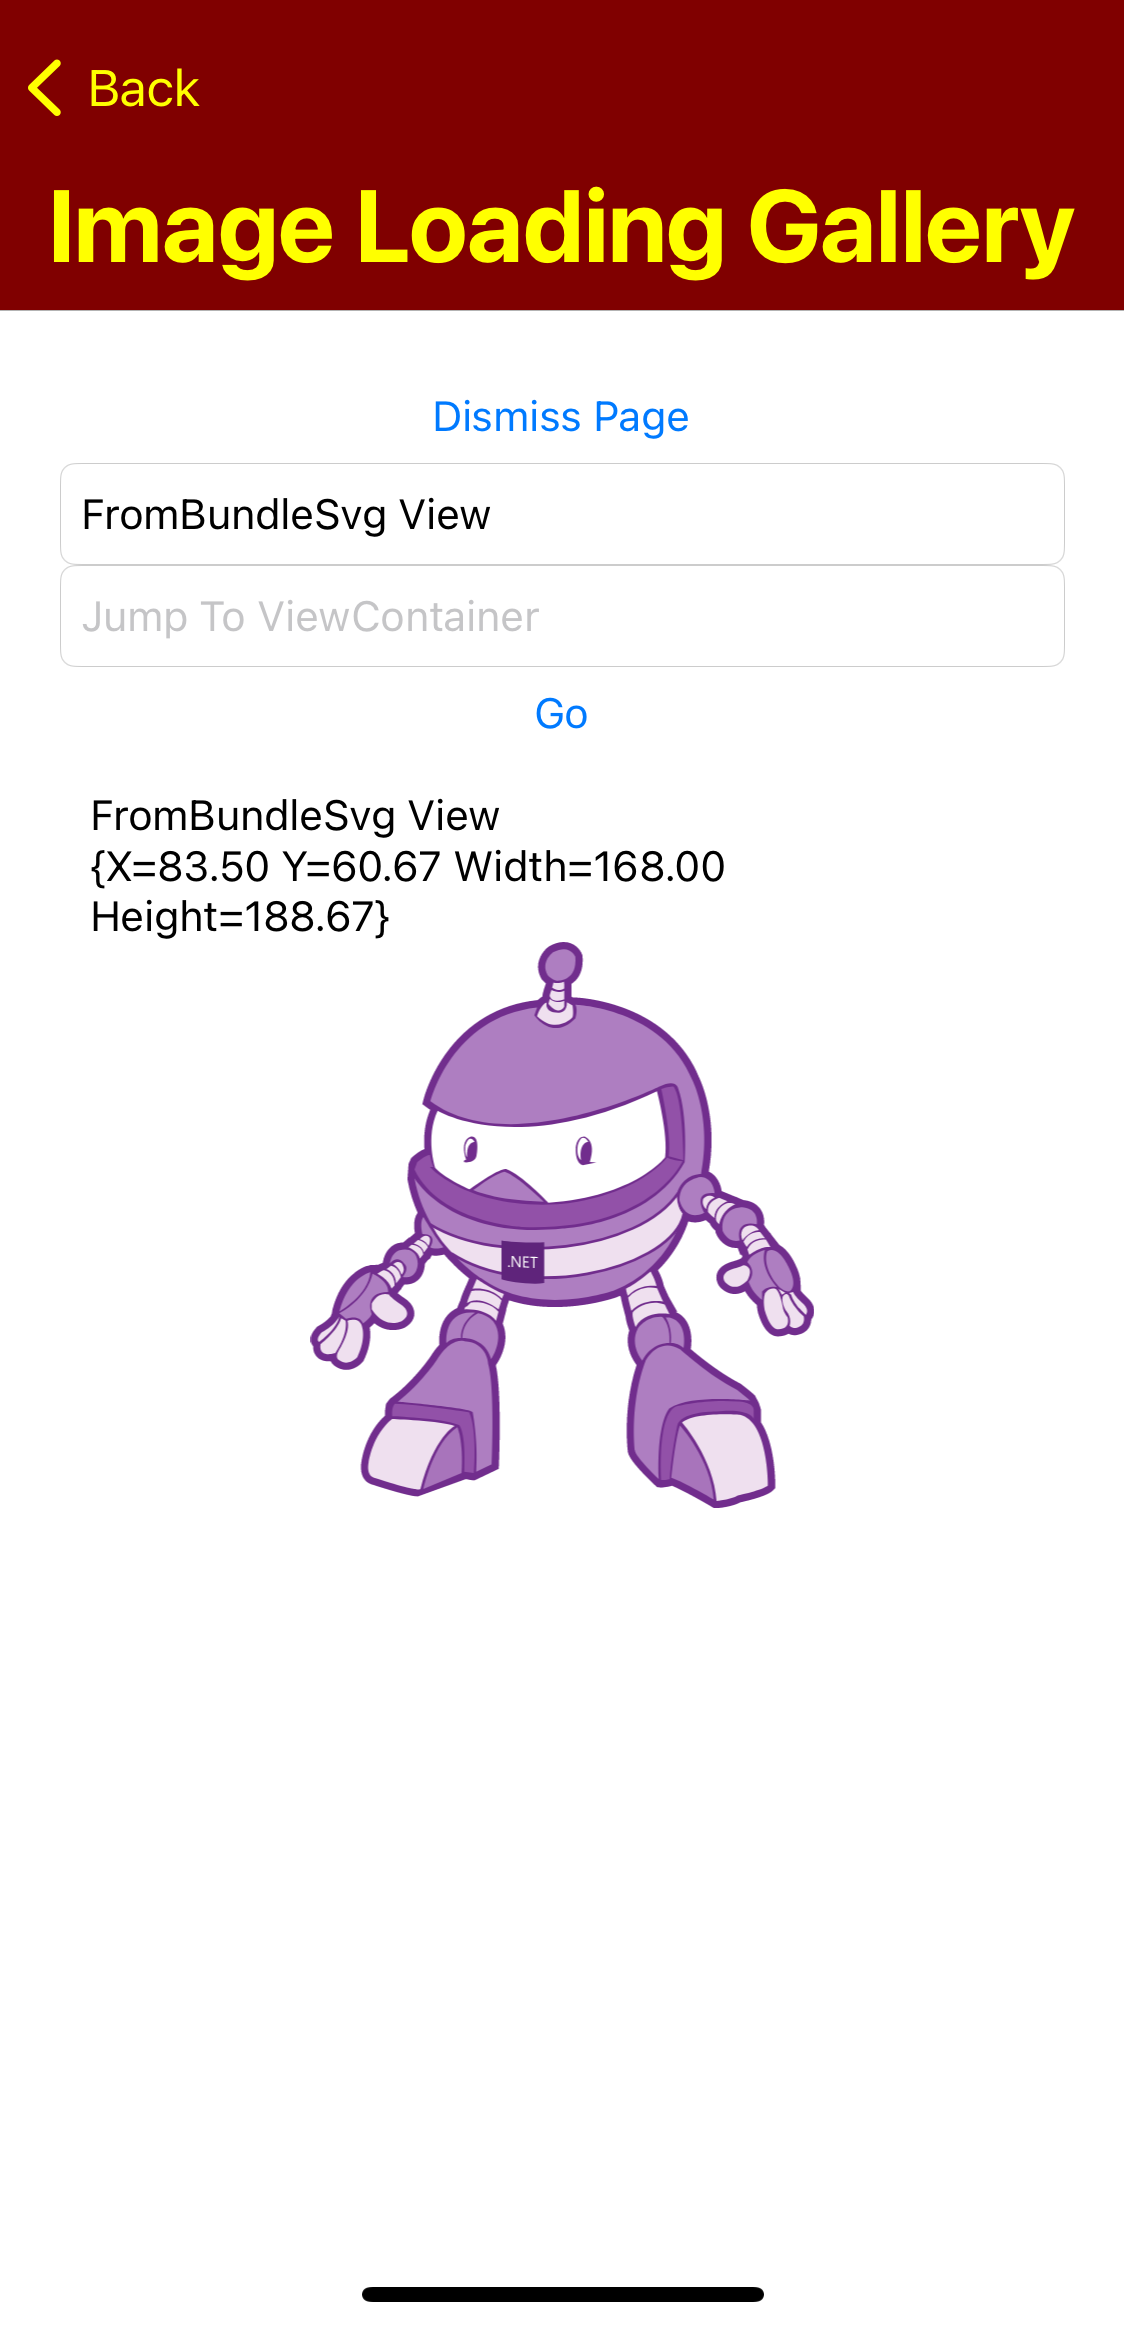 Back
Image Loading Gallery
Dismiss Page
FromBundleSvg View
Jump To ViewContainer
Go
FromBundleSvg View
{X=83.50 Y=60.67 Width=168.00
Height=188.67}
.NET